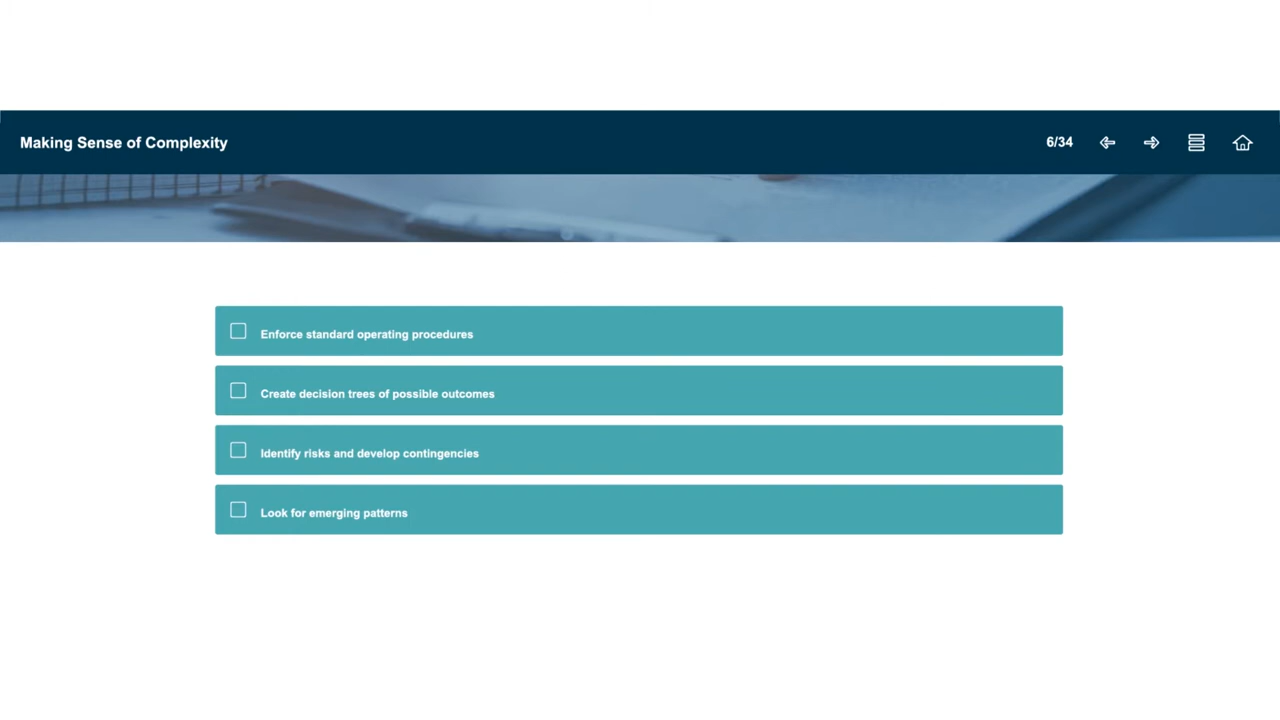 Making Sense of Complexity
6/34
Enforce standard operating procedures
Create decision trees of possible outcomes
Identify risks and develop contingencies
Look for emerging patterns